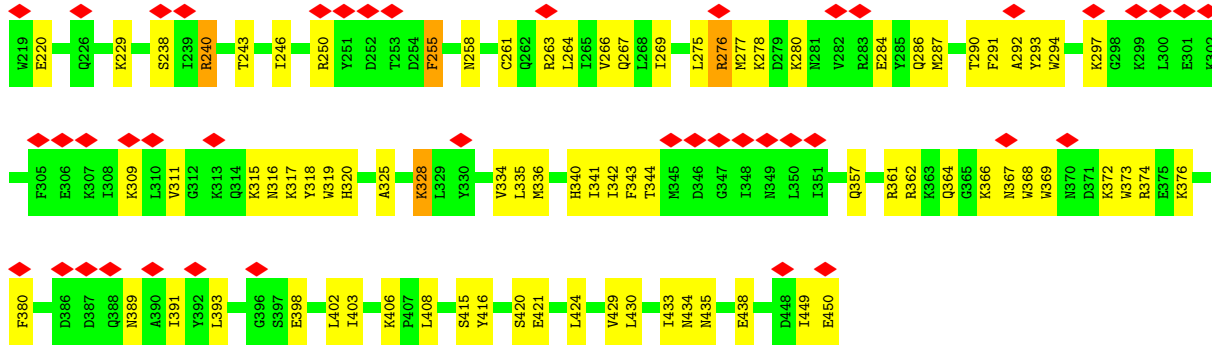 W219 E220 Q226 K229 S238 I239 R240 T243 I246 R250 Y251 D252 T253 D254 F255 N258 C261 Q262 R263 L264 I265 V266 Q267 L268 I269 L275 R276 M277 K278 D279 K280 N281 V282 R283 E284 Y285 Q286 M287 T290 F291 A292 Y293 W294 K297 G298 K299 L300 E301 K302
F305 E306 K307 I308 K309 L310 V311 G312 K313 Q314 K315 N316 K317 Y318 W319 H320 A325 K328 L329 Y330 V334 L335 M336 H340 I341 I342 F343 T344 M345 D346 G347 I348 N349 L350 I351 Q357 R361 R362 K363 Q364 G365 K366 N367 W368 W369 N370 D371 K372 W373 R374 E375 K376
F380 D386 D387 Q388 N389 A390 I391 Y392 L393 G396 S397 E398 L402 I403 K406 P407 L408 S415 Y416 S420 E421 L424 V429 L430 I433 N434 N435 E438 D448 I449 E450